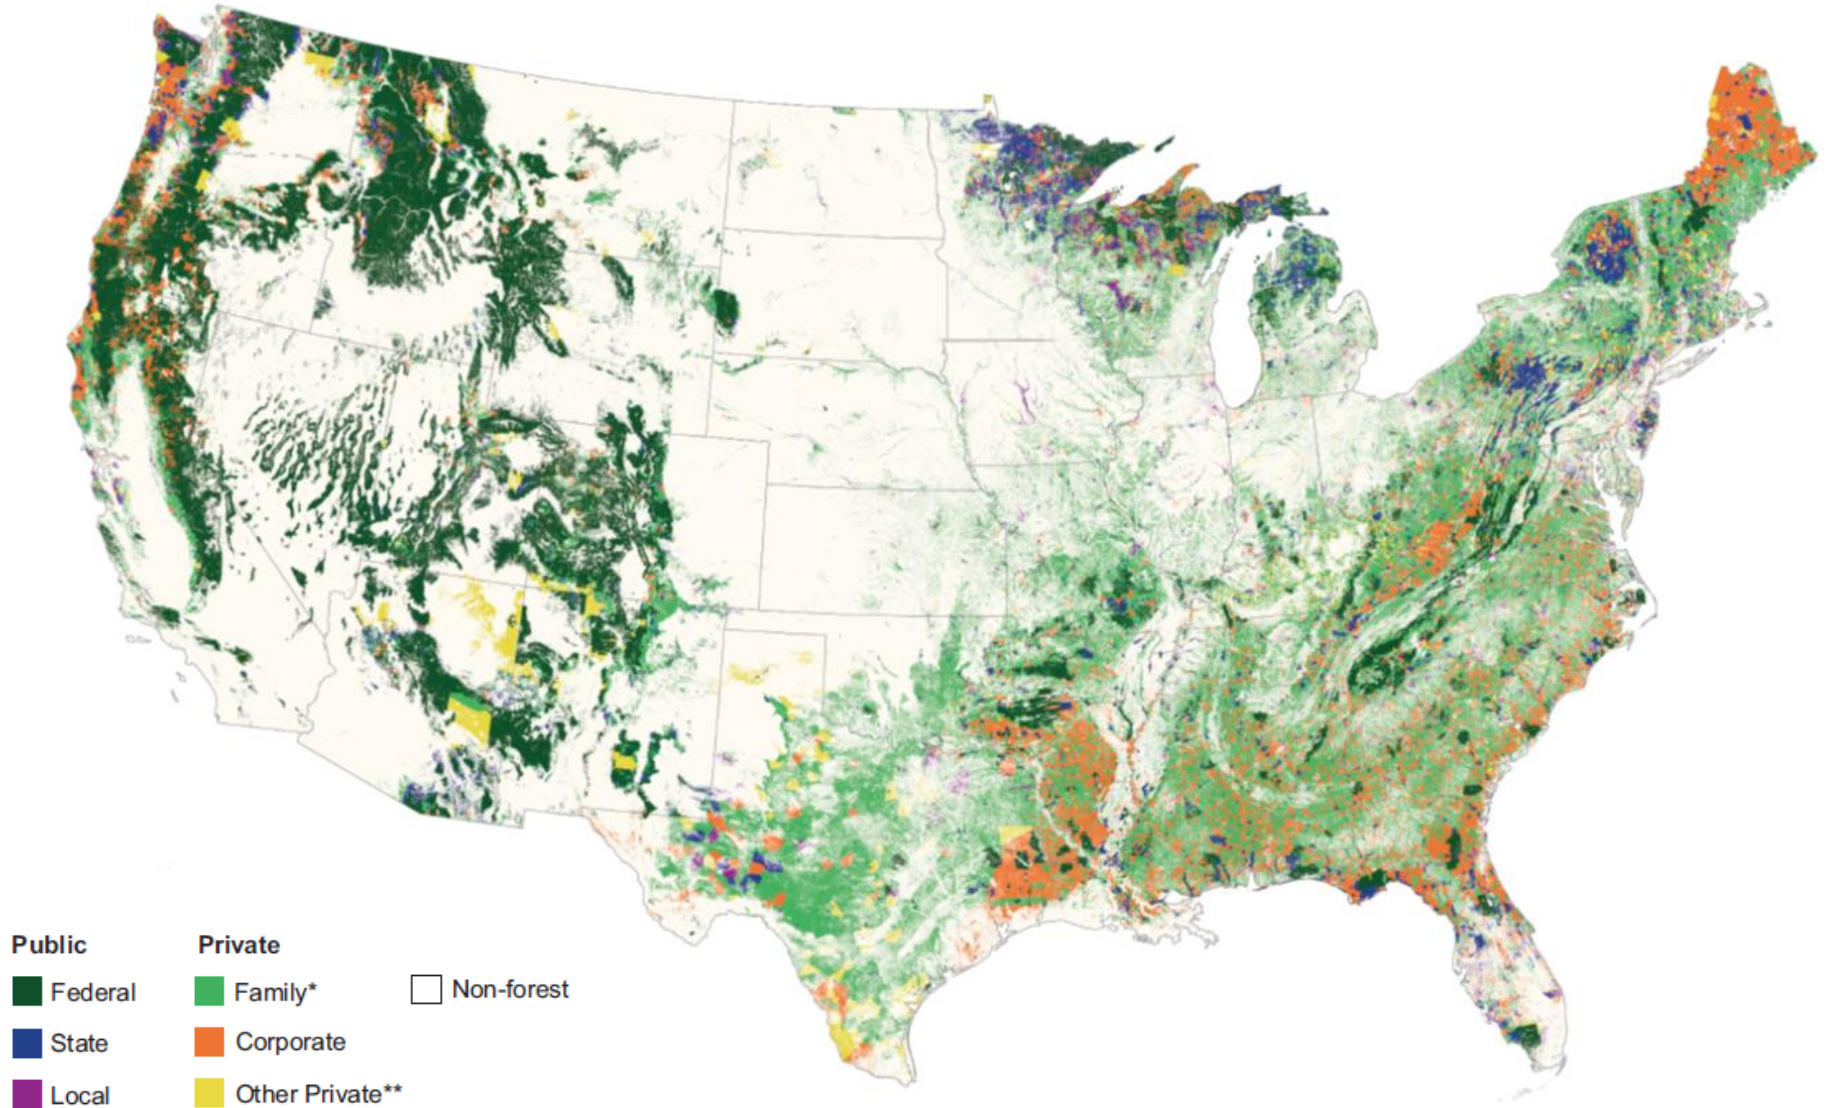 Public
Federal
State
Local
Private
Family*
Corporate
Other Private**
Non-forest